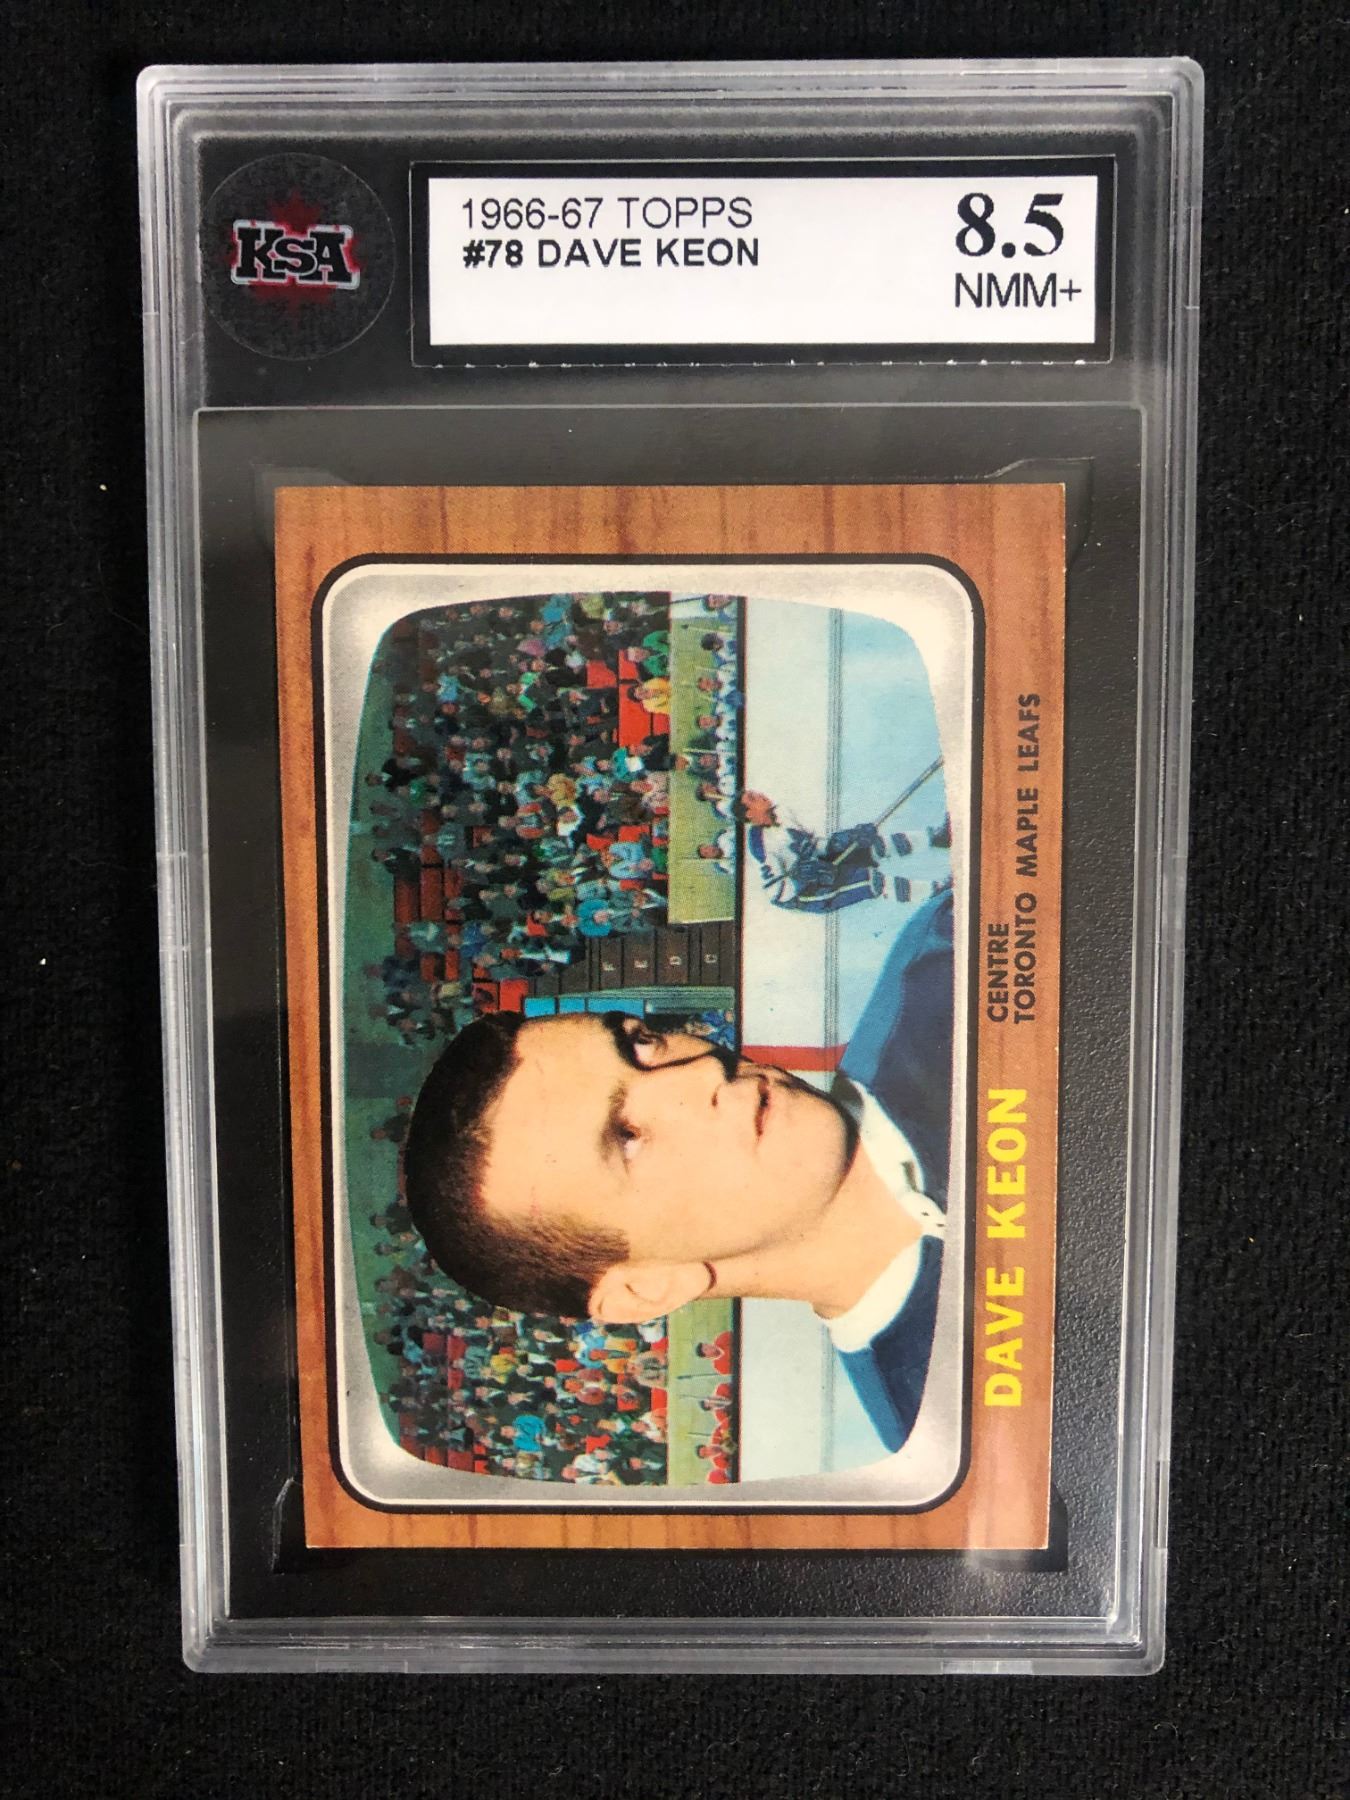 KSA
1966-67 TOPPS
#78 DAVE KEON
8.5
NMM+
F
E
D
C
DAVE KEON
CENTRE
TORONTO MAPLE LEAFS